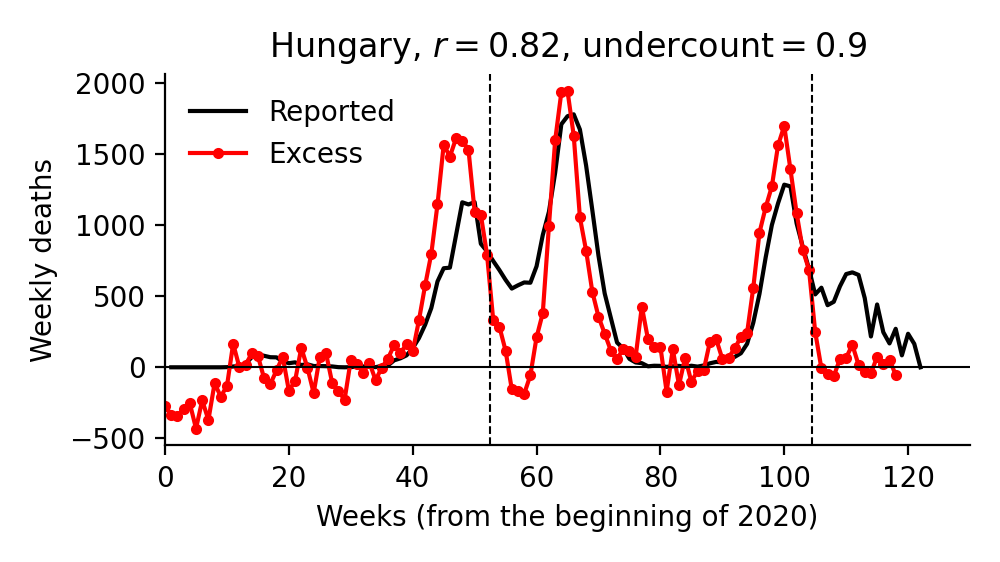 Hungary, r = 0.82, undercount = 0.9
Reported
Excess
Weekly deaths
2000
1500
1000
500
0
−500
0 20 40 60 80 100 120
Weeks (from the beginning of 2020)